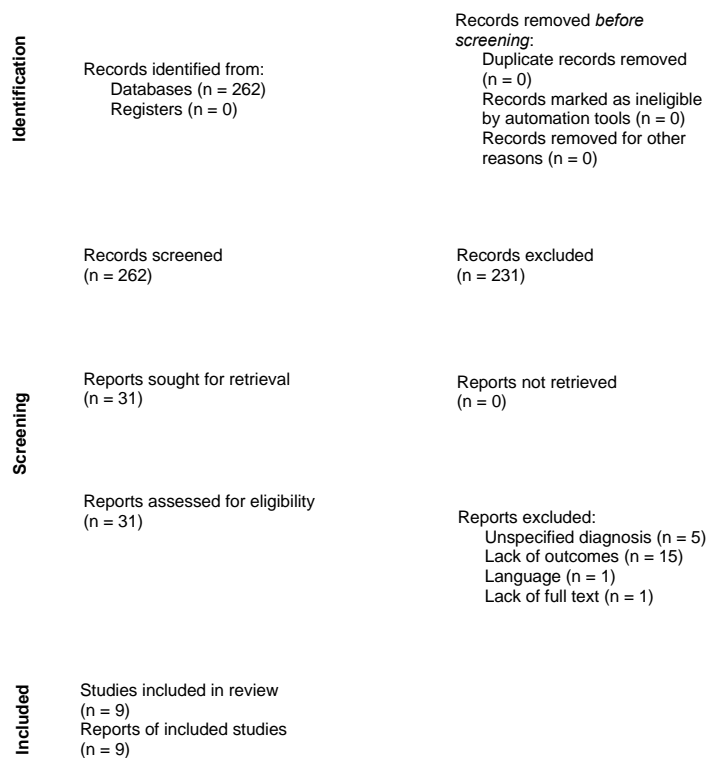 Identification
Records identified from:
Databases (n = 262)
Registers (n = 0)
Records removed before
screening:
Duplicate records removed
(n = 0)
Records marked as ineligible
by automation tools (n = 0)
Records removed for other
reasons (n = 0)
Screening
Records screened
(n = 262)
Records excluded
(n = 231)
Reports sought for retrieval
(n = 31)
Reports not retrieved
(n = 0)
Reports assessed for eligibility
(n = 31)
Reports excluded:
Unspecified diagnosis (n = 5)
Lack of outcomes (n = 15)
Language (n = 1)
Lack of full text (n = 1)
Included
Studies included in review
(n = 9)
Reports of included studies
(n = 9)